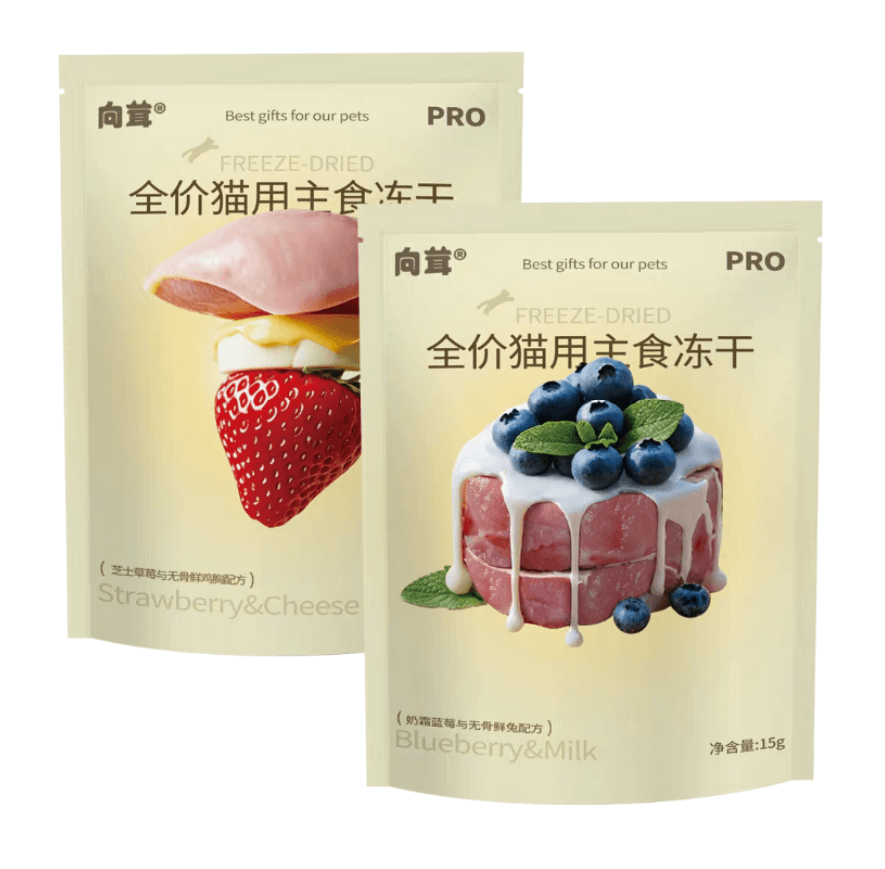 向茸®
Best gifts for our pets
PRO
FREEZE-DRIED
全价猫用主食冻干
(芝士草莓与无骨鲜鸡胸配方)
Strawberry&Cheese
向茸®
Best gifts for our pets
PRO
FREEZE-DRIED
全价猫用主食冻干
(奶霜蓝莓与无骨鲜兔配方)
Blueberry&Milk
净含量:15g